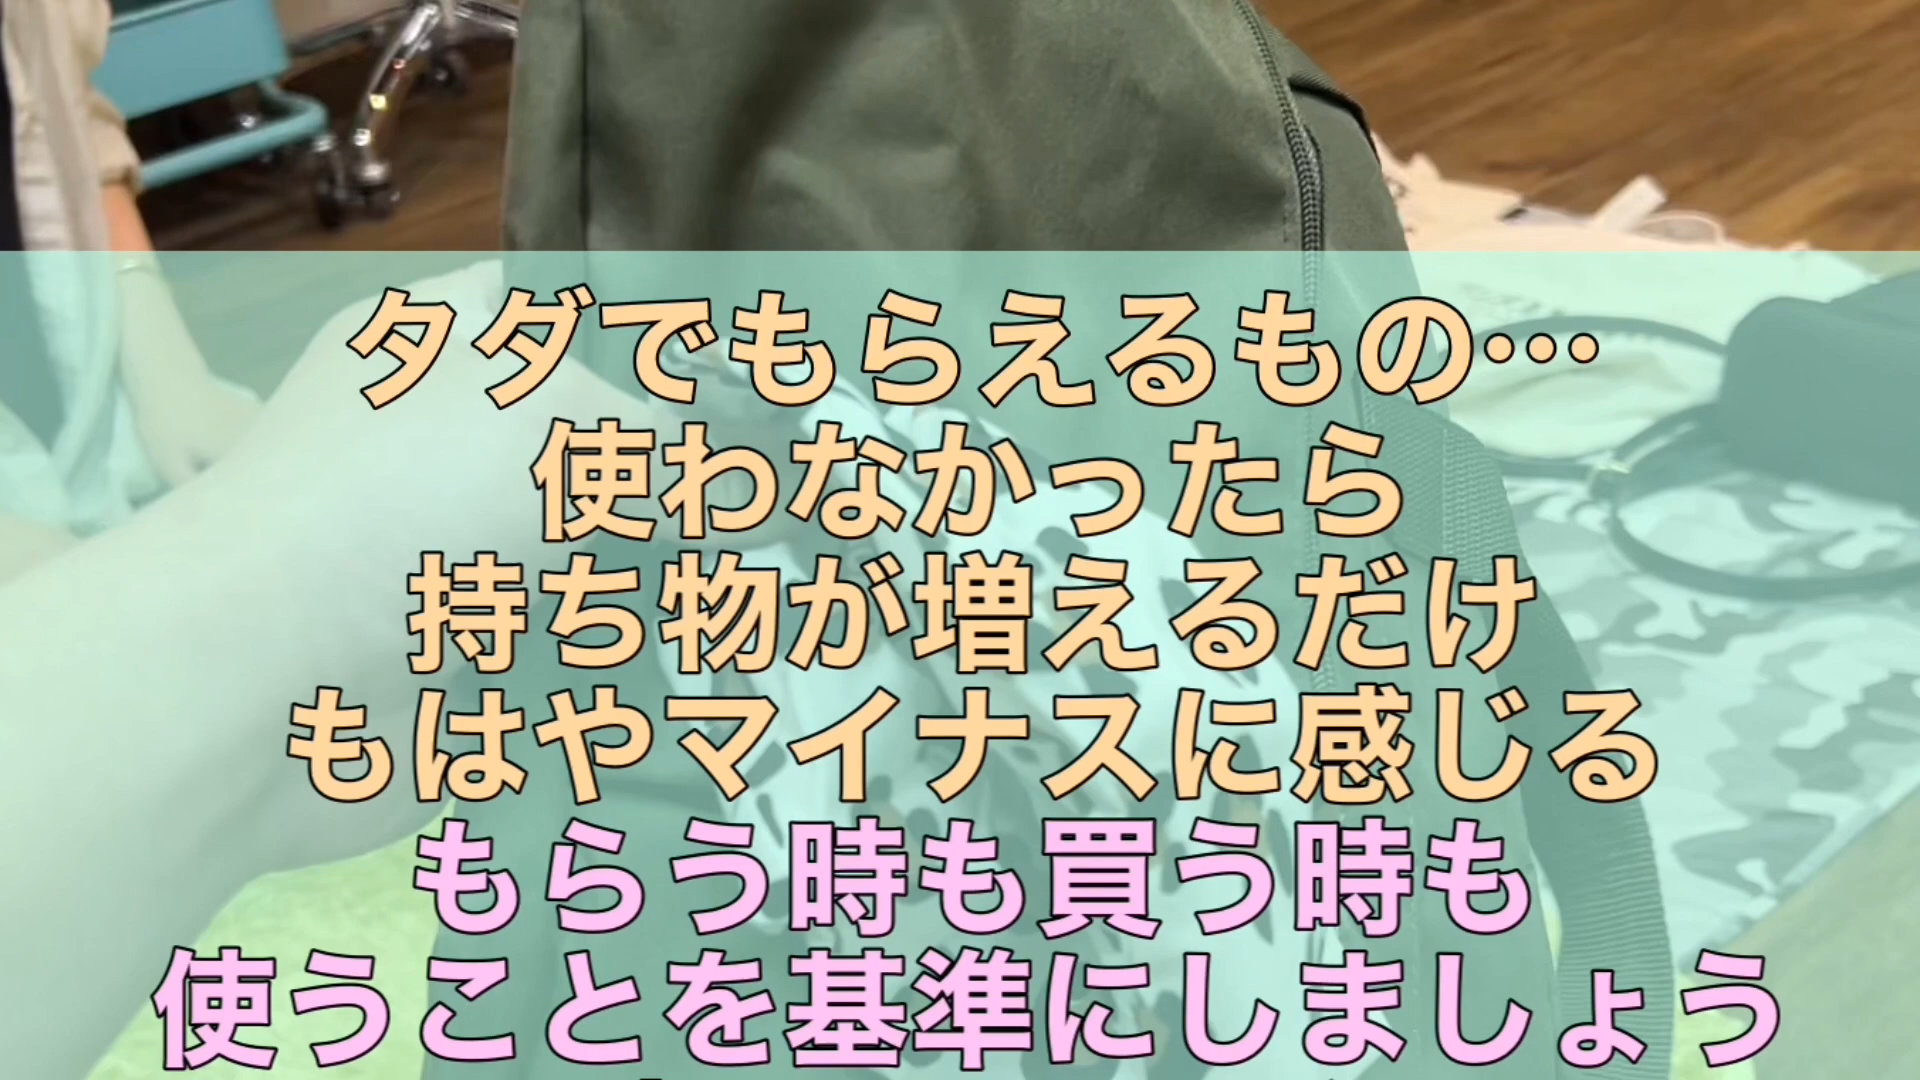 タダでもらえるもの…
使わなかったら
持ち物が増えるだけ
もはやマイナスに感じる
もらう時も買う時も
使うことを基準にしましょう